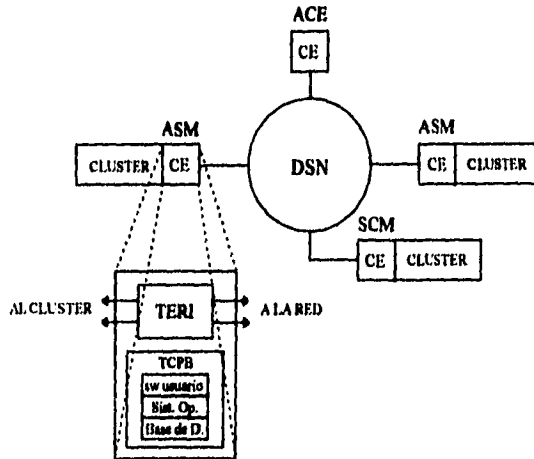 ACE
CE
ASM
CLUSTER CE
DSN
ASM
CE CLUSTER
SCM
CE CLUSTER
AL CLUSTER
TERI
A LA RED
TCPB
sw usuario
Sist. Op.
Base de D.